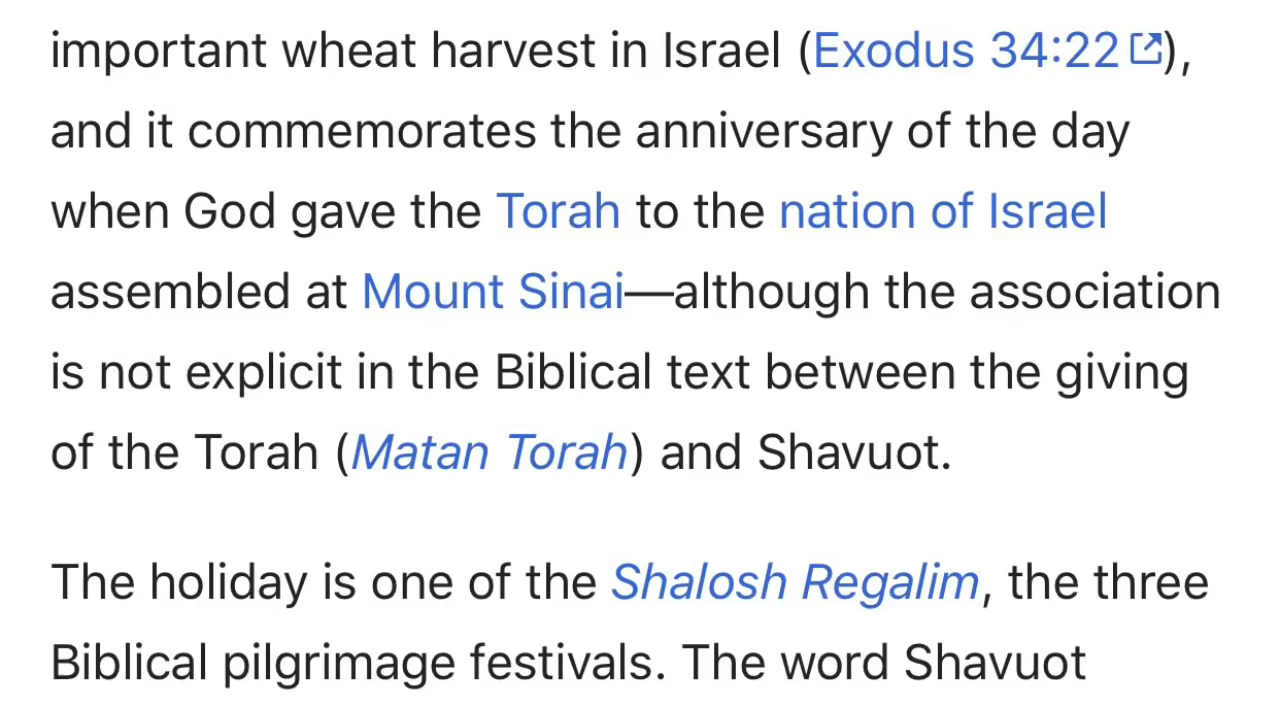 important wheat harvest in Israel (Exodus 34:22),
and it commemorates the anniversary of the day
when God gave the Torah to the nation of Israel
assembled at Mount Sinai—although the association
is not explicit in the Biblical text between the giving
of the Torah (Matan Torah) and Shavuot.
The holiday is one of the Shalosh Regalim, the three
Biblical pilgrimage festivals. The word Shavuot